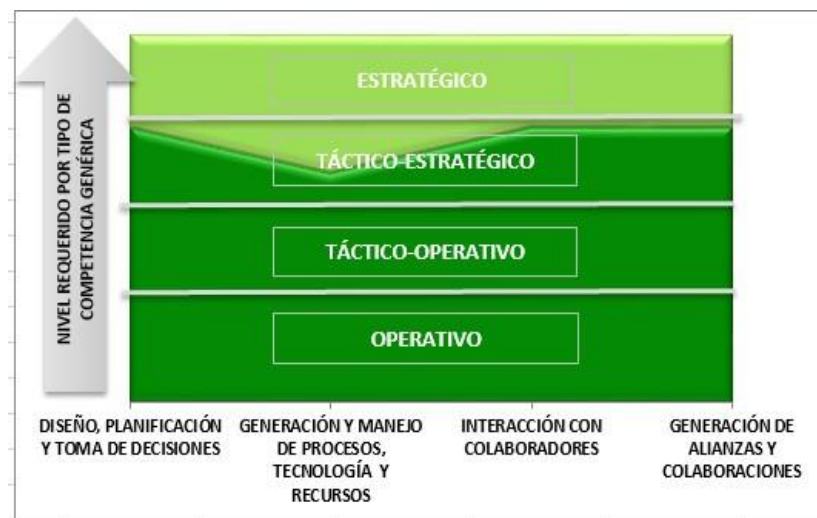 NIVEL REQUERIDO POR TIPO DE
COMPETENCIA GENÉRICA
ESTRATÉGICO
TÁCTICO-ESTRATÉGICO
TÁCTICO-OPERATIVO
OPERATIVO
DISEÑO, PLANIFICACIÓN
Y TOMA DE DECISIONES
GENERACIÓN Y MANEJO
DE PROCESOS,
TECNOLOGÍA Y
RECURSOS
INTERACCIÓN CON
COLABORADORES
GENERACIÓN DE
ALIANZAS Y
COLABORACIONES